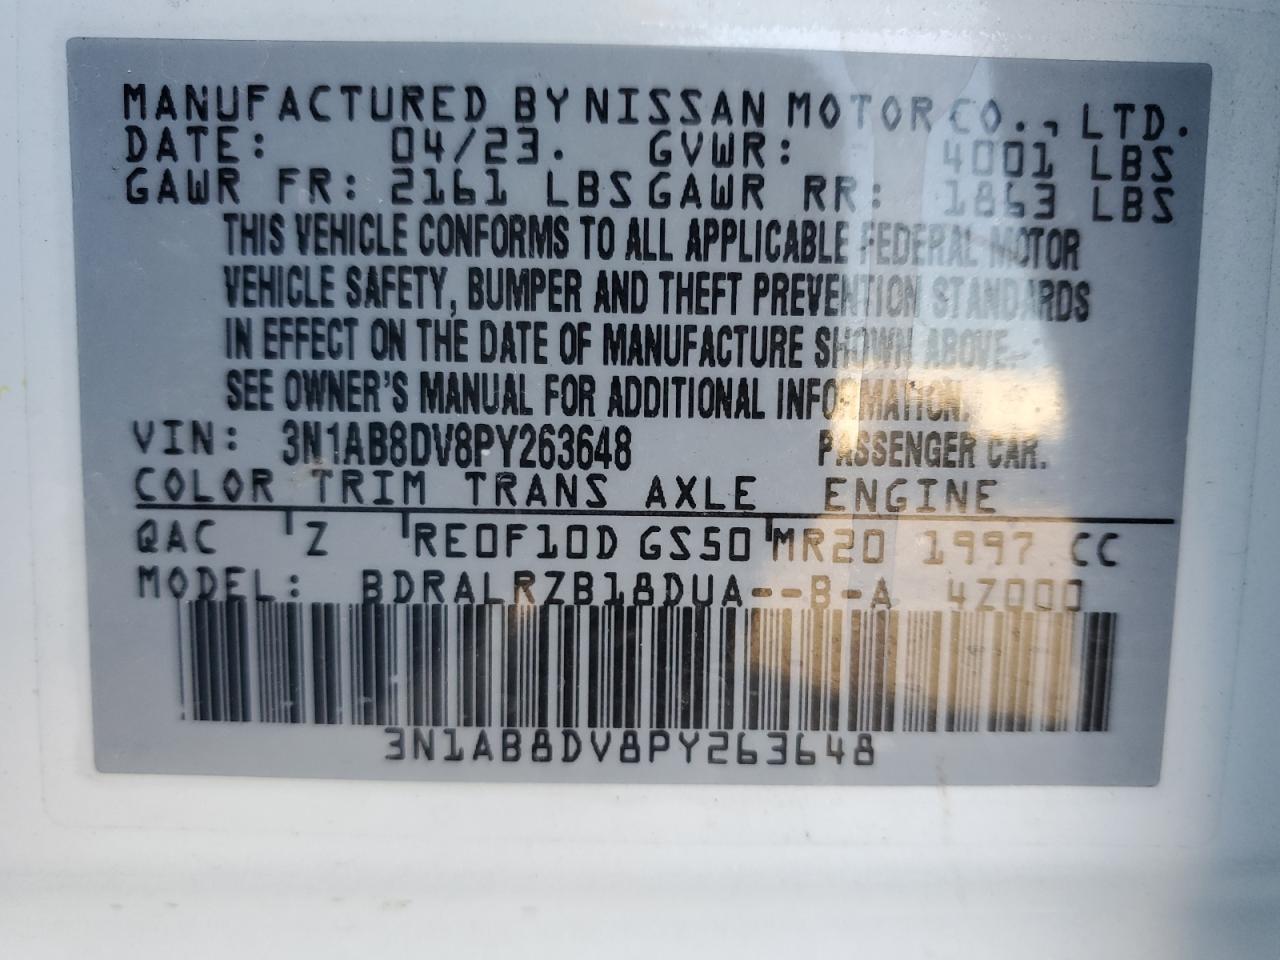 MANUFACTURED BY NISSAN MOTOR CO., LTD.
DATE: 04/23. GVWR: 4001 LBS
GAWR FR: 2161 LBS GAWR RR: 1863 LBS
THIS VEHICLE CONFORMS TO ALL APPLICABLE FEDERAL MOTOR
VEHICLE SAFETY, BUMPER AND THEFT PREVENTION STANDARDS
IN EFFECT ON THE DATE OF MANUFACTURE SHOWN ABOVE.
SEE OWNER'S MANUAL FOR ADDITIONAL INFORMATION.
VIN: 3N1AB8DV8PY263648 PASSENGER CAR.
COLOR TRIM TRANS AXLE ENGINE
QAC Z RE0F10D GS50 MR20 1997 CC
MODEL: BDRALRZB18DUA--B-A 4Z000
3N1AB8DV8PY263648